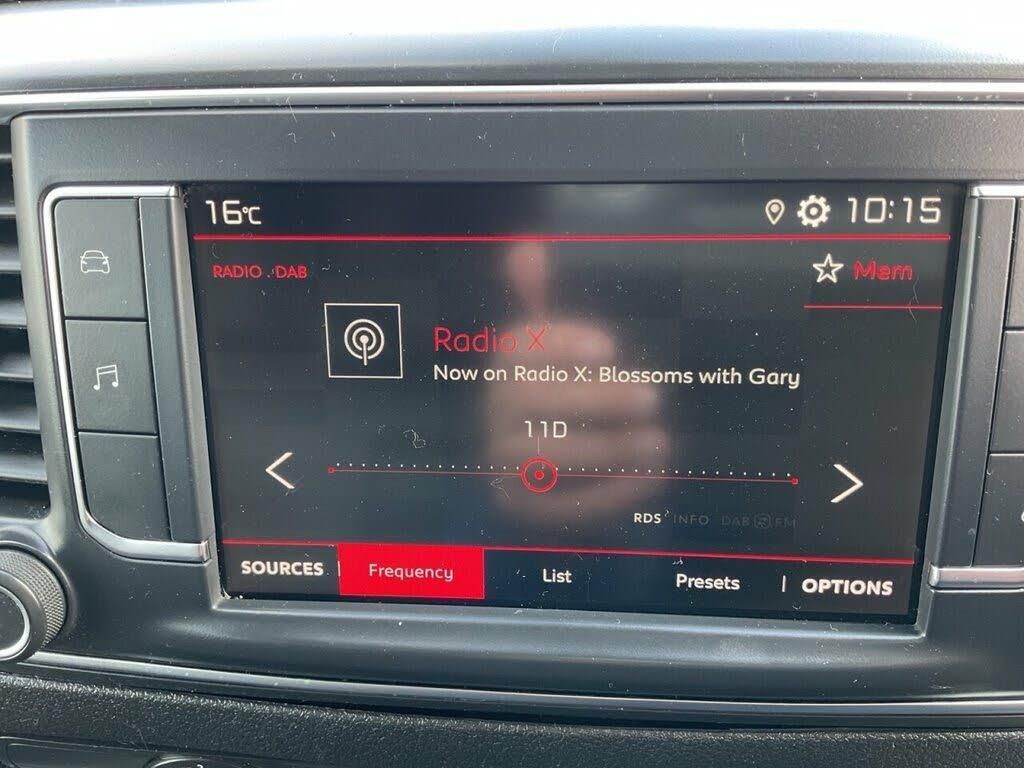 16°C 10:15
RADIO . DAB
Mem
Radio X
Now on Radio X: Blossoms with Gary
11D
RDS INFO DAB FM
SOURCES Frequency List Presets OPTIONS